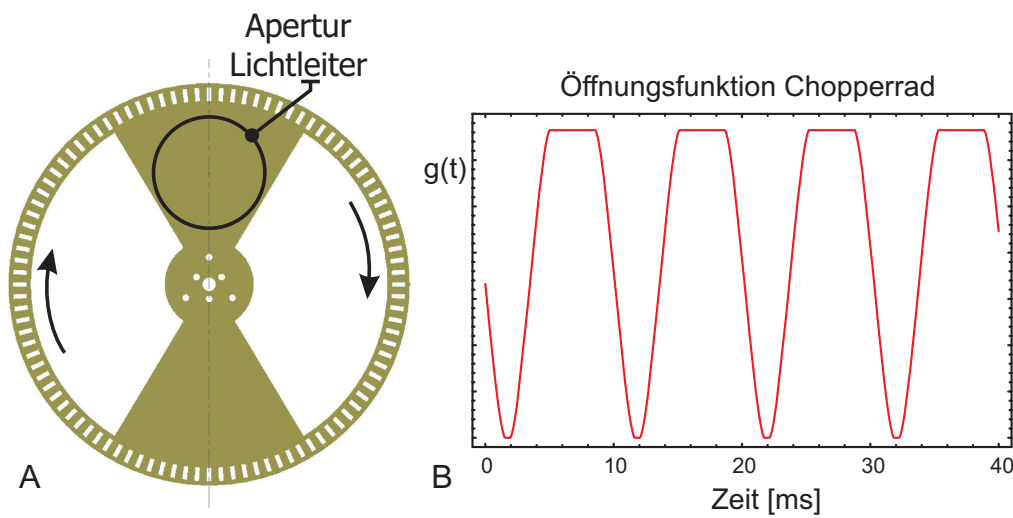 Apertur
Lichtleiter
A
Öffnungsfunktion Chopperrad
g(t)
0 10 20 30 40
Zeit [ms]
B